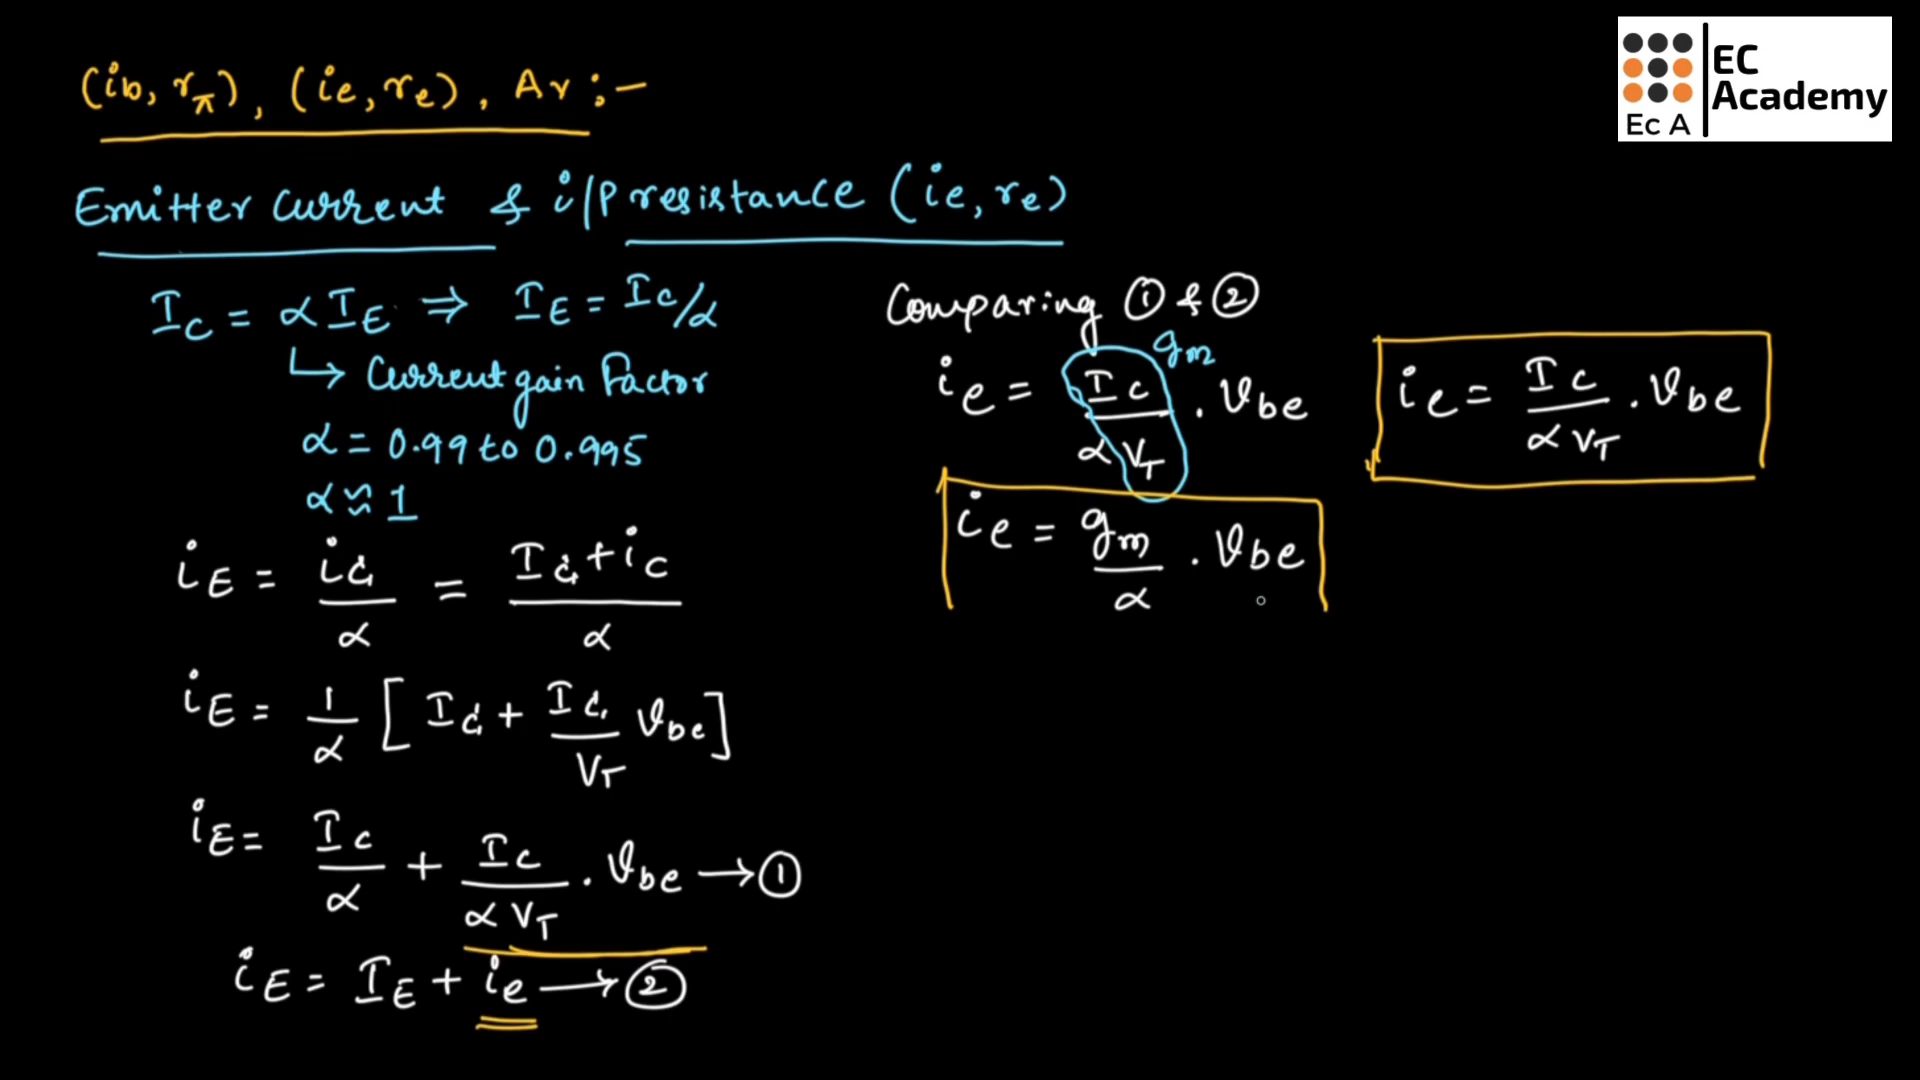 (ib, rπ), (ie, re), Av :-
Emitter current & i/p resistance (ie, re)
IC = αIE ⇒ IE = IC/α
↳ Current gain factor
α = 0.99 to 0.995
α ≈ 1
iE = iC/α = (IC + ic)/α
iE = 1/α [IC + IC/VT vbe]
iE = IC/α + IC/αVT . vbe → ①
iE = IE + ie → ②
Comparing ① & ②
gm
ie = IC/αVT . vbe
ie = gm/α . vbe
ie = IC/αVT . vbe
EC
Academy
Ec A